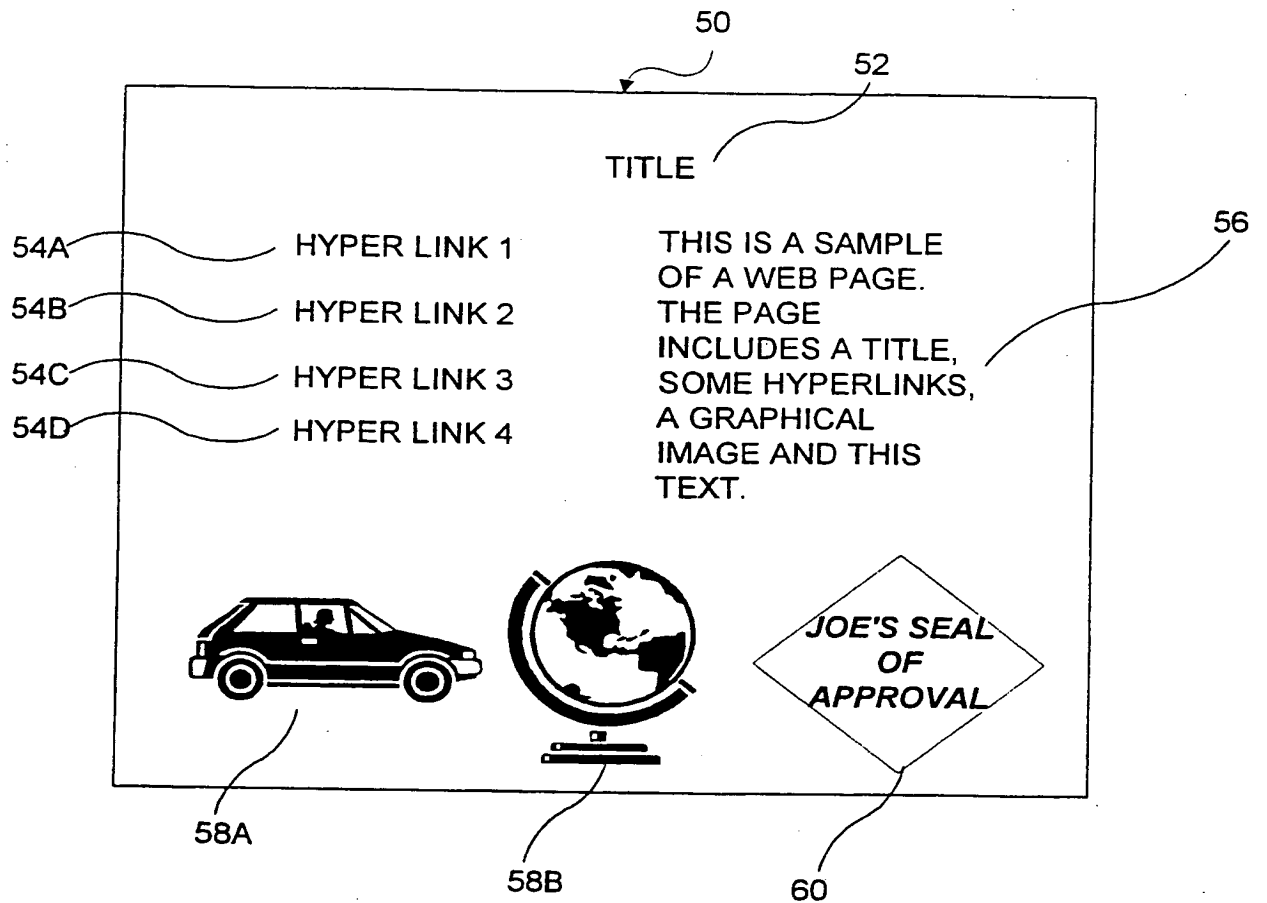 50
52
TITLE
54A HYPER LINK 1
54B HYPER LINK 2
54C HYPER LINK 3
54D HYPER LINK 4
THIS IS A SAMPLE
OF A WEB PAGE.
THE PAGE
INCLUDES A TITLE,
SOME HYPERLINKS,
A GRAPHICAL
IMAGE AND THIS
TEXT.
56
JOE'S SEAL
OF
APPROVAL
58A
58B
60